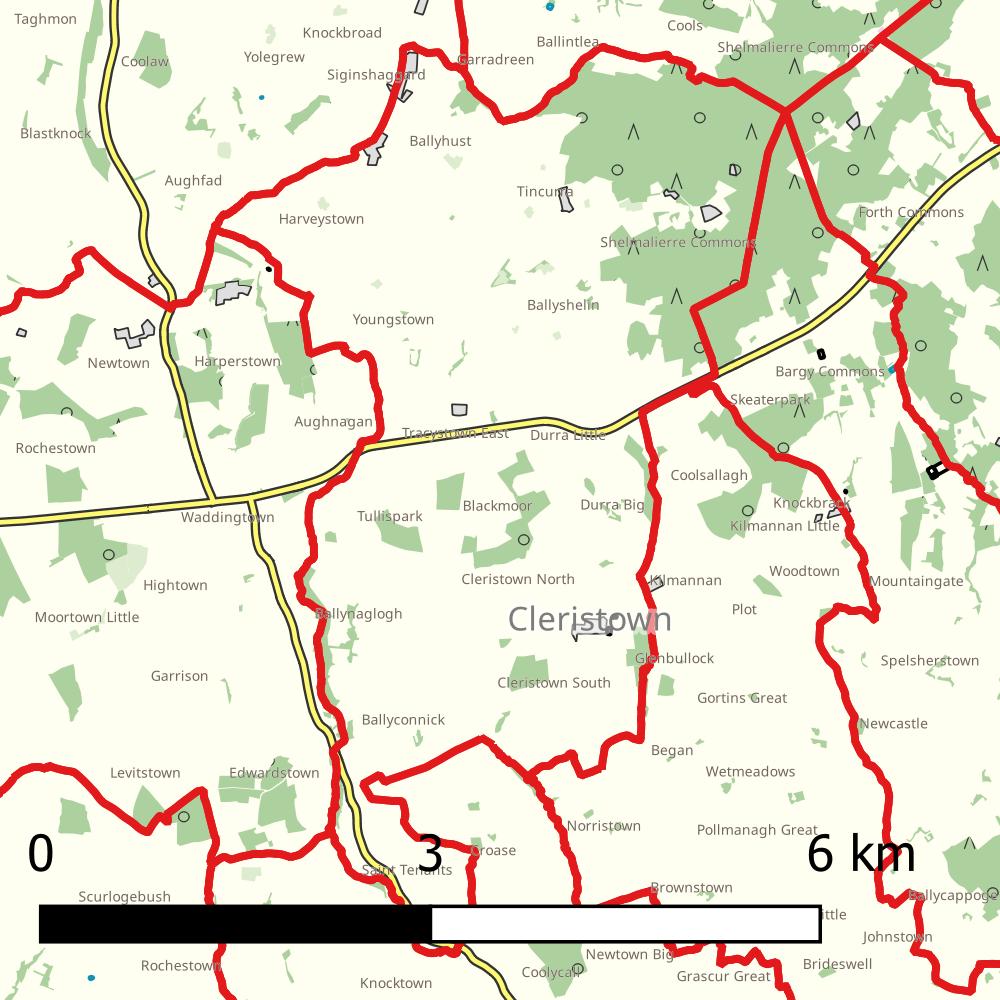 Taghmon
Knockbroad
Cools
Ballintlea
Shelmalierre Commons
Coolaw
Yolegrew
Garradreen
Siginshaggard
Blastknock
Ballyhust
Aughfad
Tincurra
Harveystown
Forth Commons
Shelmalierre Commons
Ballyshelin
Youngstown
Newtown
Harperstown
Bargy Commons
Skeaterpark
Aughnagan
Tracystown East
Durra Little
Rochestown
Coolsallagh
Knockbrack
Blackmoor
Durra Big
Waddingtown
Tullispark
Kilmannan Little
Hightown
Cleristown North
Kilmannan
Woodtown
Mountaingate
Moortown Little
Ballynaglogh
Cleristown
Plot
Glenbullock
Spelsherstown
Garrison
Cleristown South
Gortins Great
Ballyconnick
Newcastle
Began
Levitstown
Edwardstown
Wetmeadows
Norristown
Pollmanagh Great
0
3
6 km
Croase
Saint Tenants
Scurlogebush
Brownstown
Ballycappoge
ittle
Johnstown
Rochestown
Newtown Big
Brideswell
Coolycall
Grascur Great
Knocktown